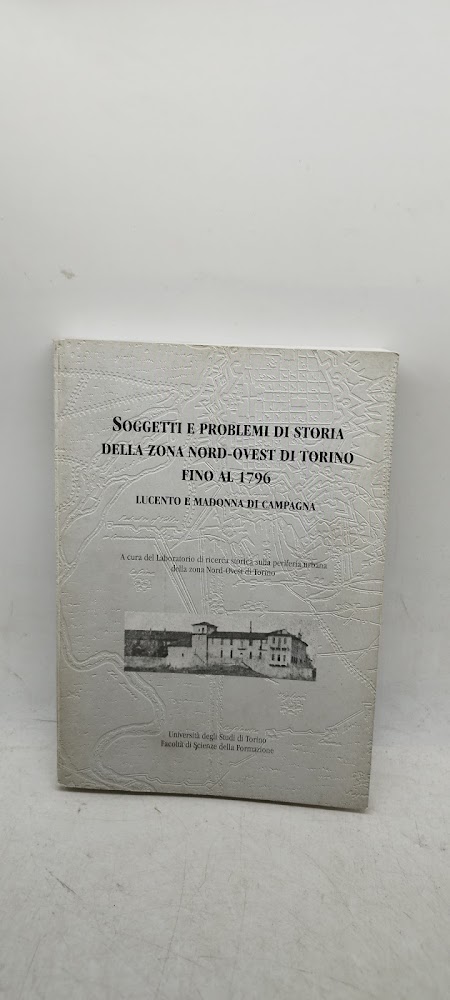 SOGGETTI E PROBLEMI DI STORIA
DELLA ZONA NORD-OVEST DI TORINO
FINO AL 1796
LUCENTO E MADONNA DI CAMPAGNA
A cura del Laboratorio di ricerca storica sulla periferia urbana
della zona Nord-Ovest di Torino
Università degli Studi di Torino
Facoltà di Scienze della Formazione